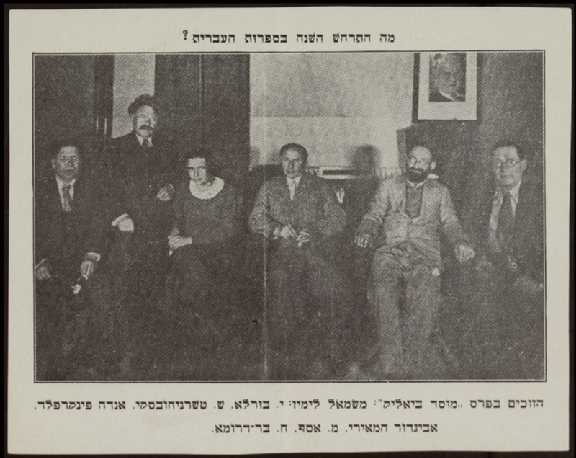 מה התרחש השנה בספרות העברית?
הזוכים בפרס „מוסד ביאליק": משמאל לימין: י. בורלא, ש. טשרניחובסקי, אנדה פינקרפלד,
אביגדור המאירי, מ. אסף, ח. בר־דרומא.